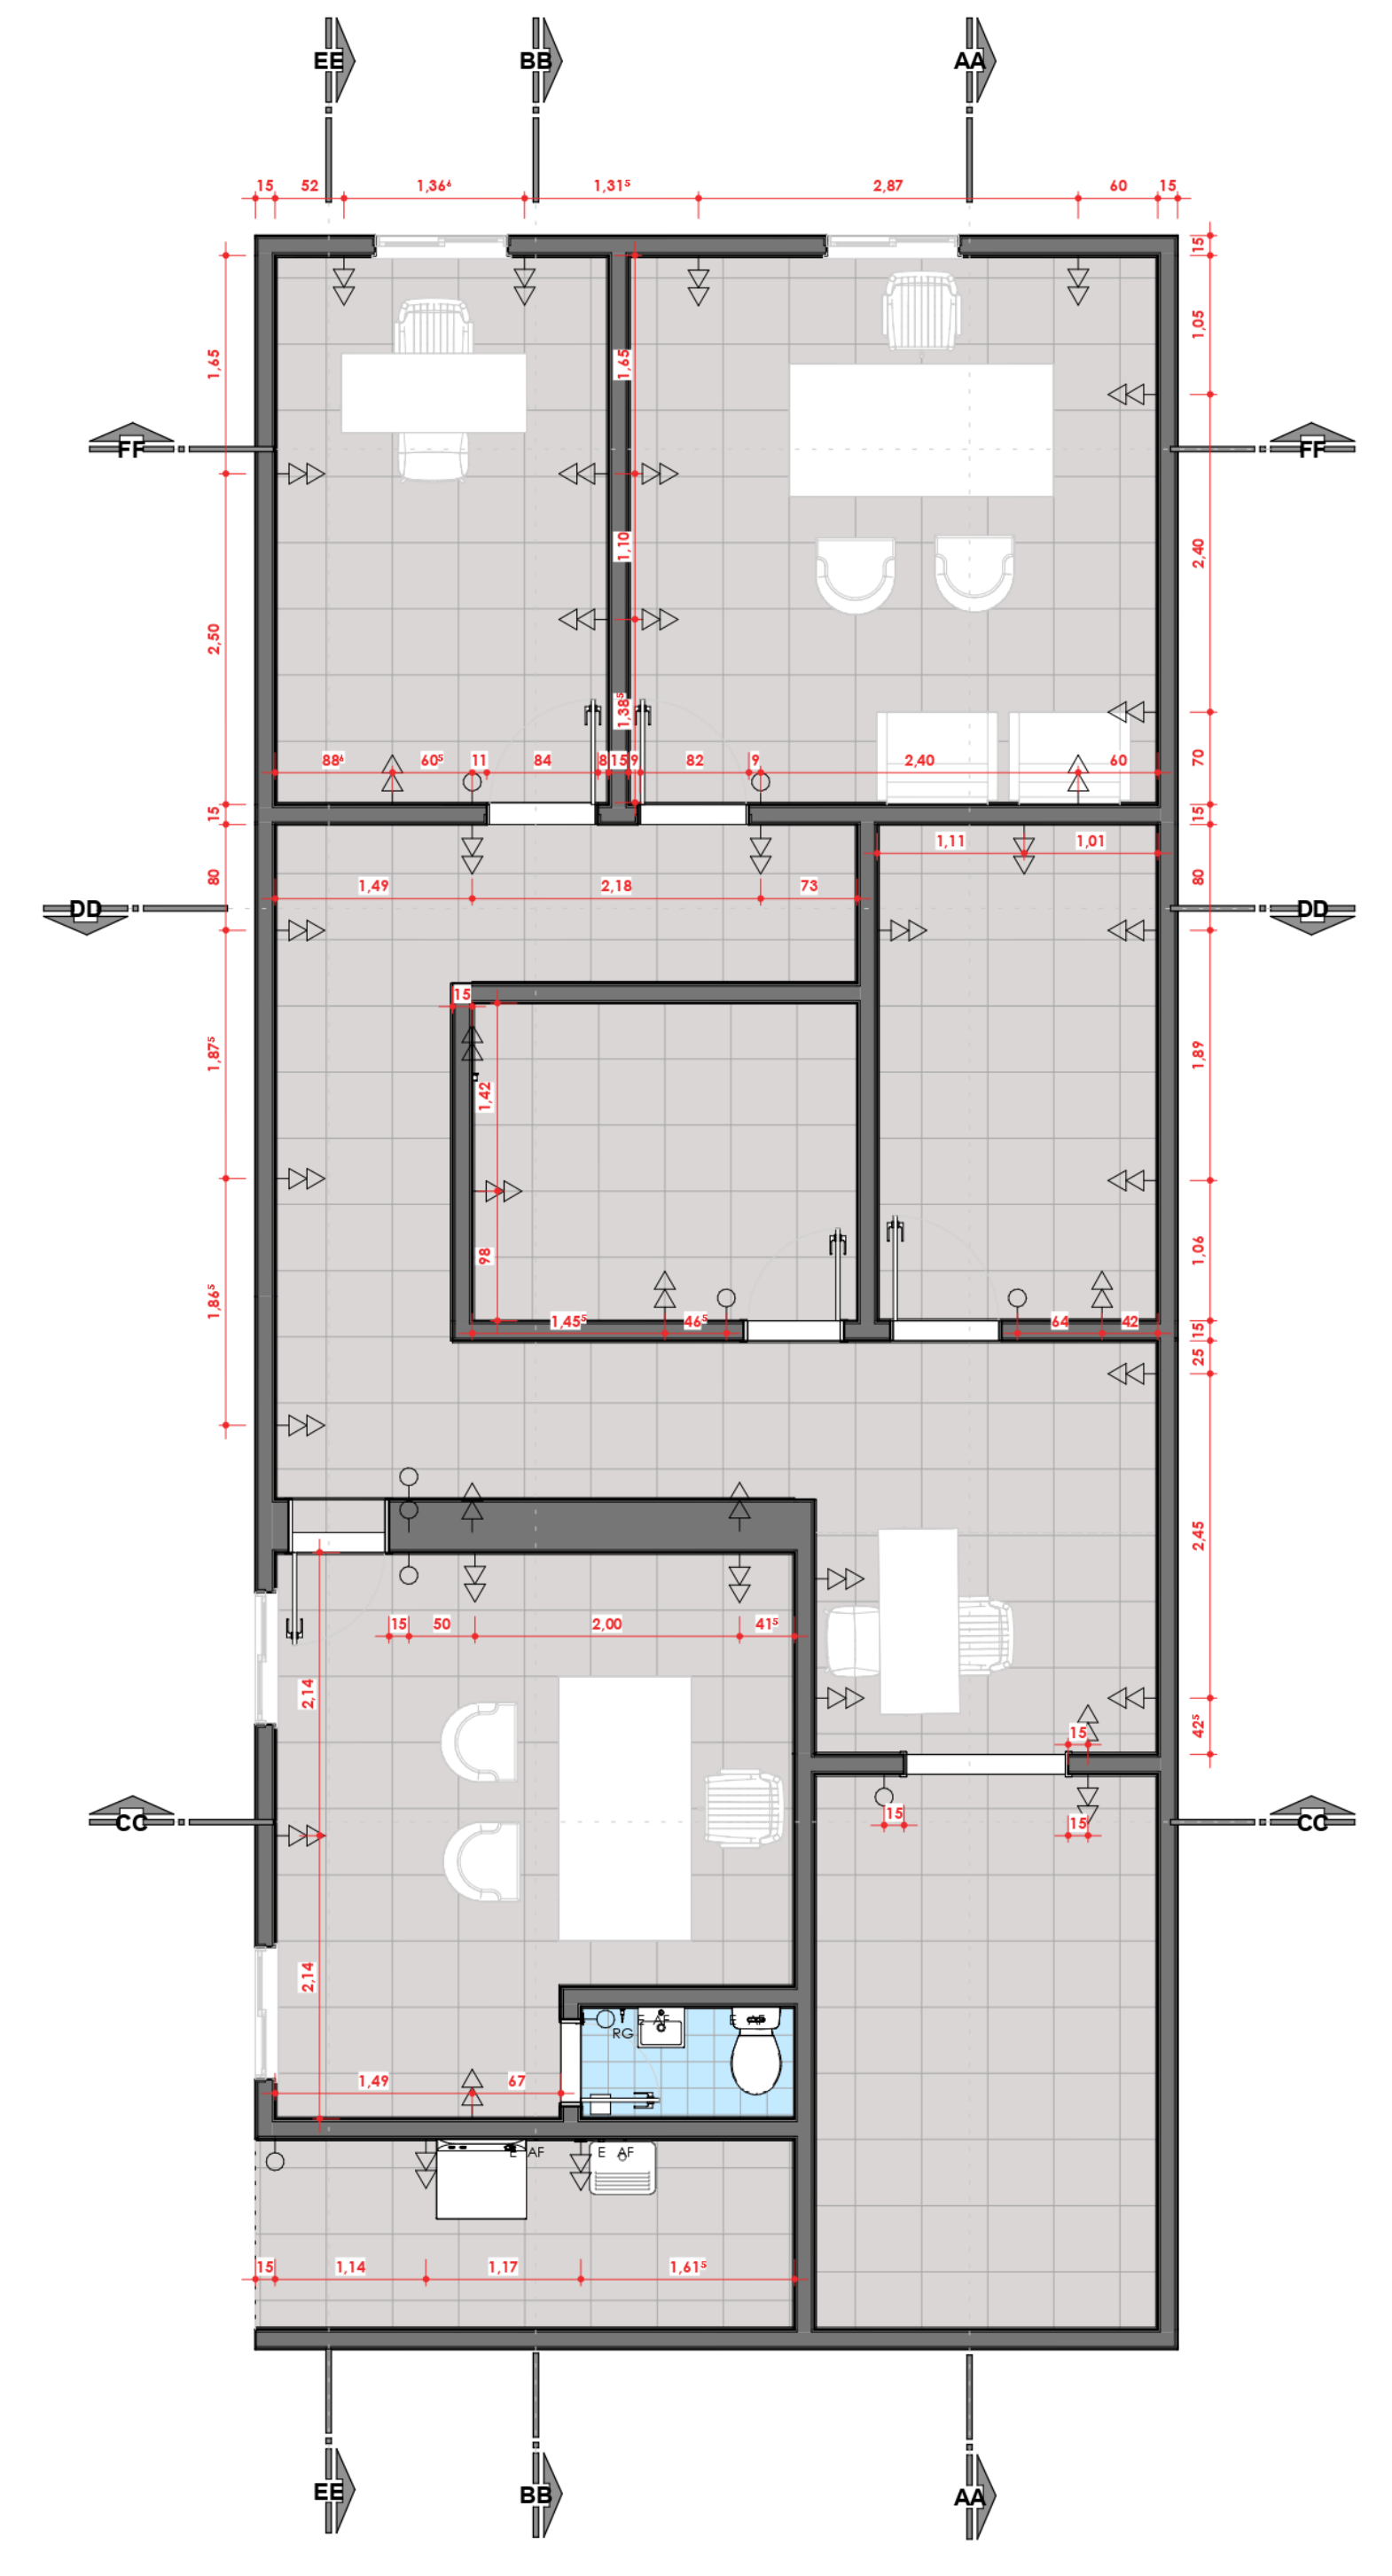 EE BB AA
15 52 1,36⁶ 1,31⁵ 2,87 60 15
15
1,05
1,65 1,65
FF FF
1,10 2,40
2,50
1,38⁵
88⁶ 60⁵ 11 84 8 15 9 82 9 2,40 60 70
15 15
1,11 1,01
80 1,49 2,18 73 80
DD DD
15
1,87⁵ 1,42 1,89
98 1,06
1,86⁵
1,45⁵ 46⁵ 64 42 15
25
2,45
15 50 2,00 41⁵
2,14
15 42⁵
CC 15 15 CC
2,14
E AF E AF
RG
1,49 67
E AF E AF
15 1,14 1,17 1,61⁵
EE BB AA